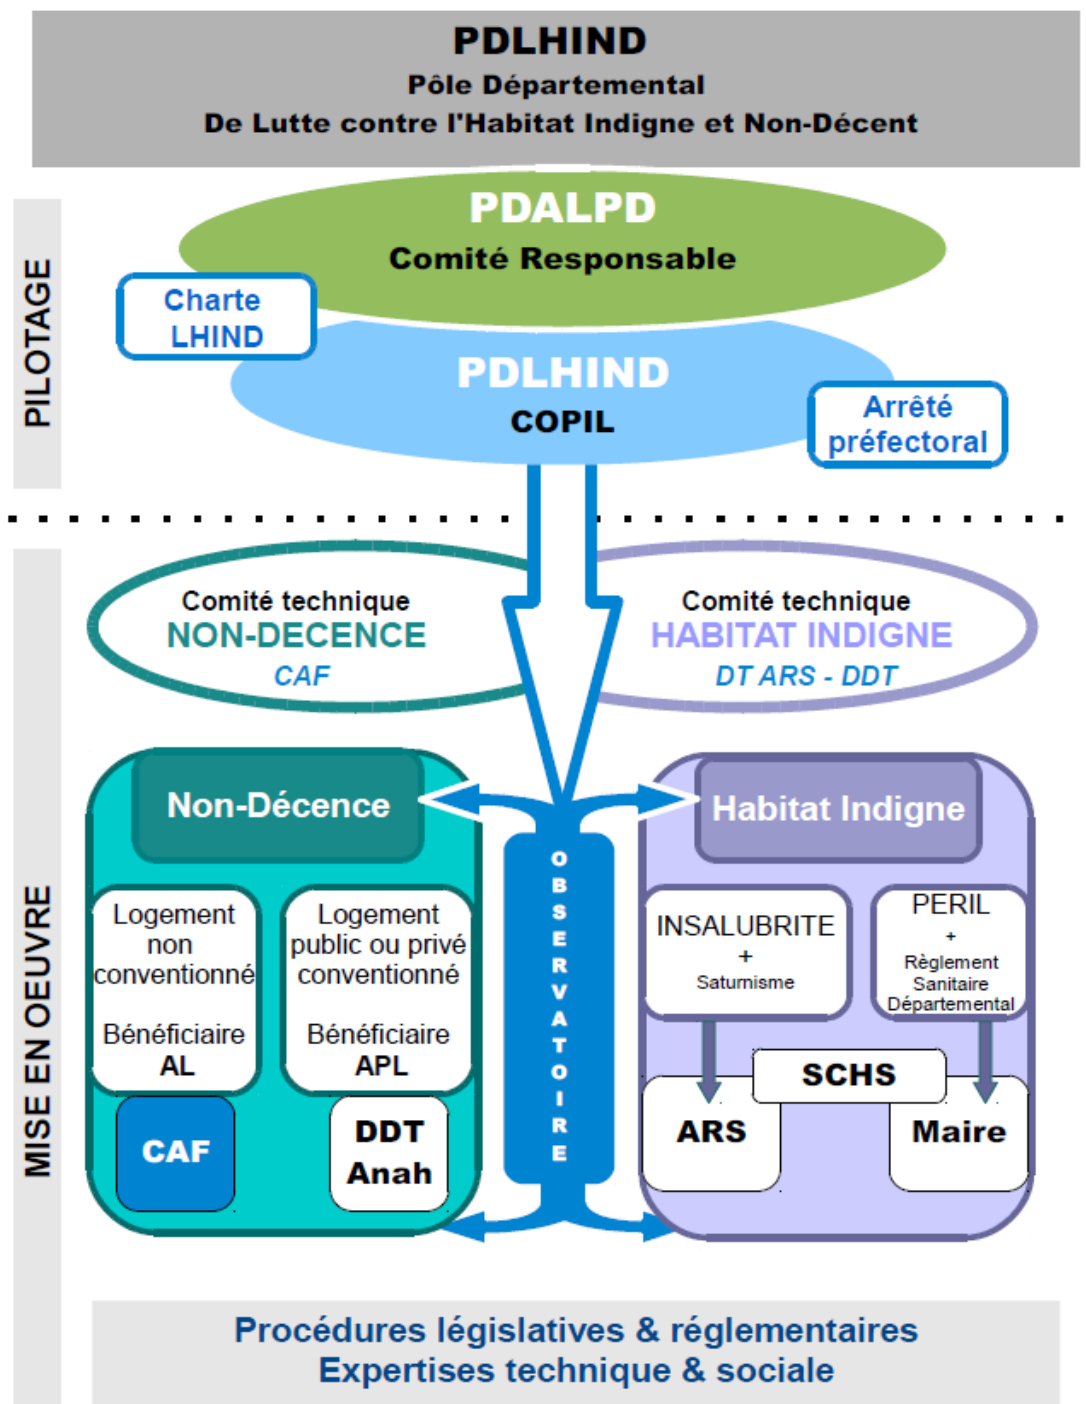 PDLHIND
Pôle Départemental
De Lutte contre l'Habitat Indigne et Non-Décent
PILOTAGE
PDALPD
Comité Responsable
Charte
LHIND
PDLHIND
COPIL
Arrêté
préfectoral
MISE EN OEUVRE
Comité technique
NON-DECENCE
CAF
Comité technique
HABITAT INDIGNE
DT ARS - DDT
Non-Décence
Logement
non
conventionné
Bénéficiaire
AL
CAF
Logement
public ou privé
conventionné
Bénéficiaire
APL
DDT
Anah
OBSERVATOIRE
Habitat Indigne
INSALUBRITE
+
Saturnisme
PERIL
+
Règlement
Sanitaire
Départemental
SCHS
ARS
Maire
Procédures législatives & réglementaires
Expertises technique & sociale